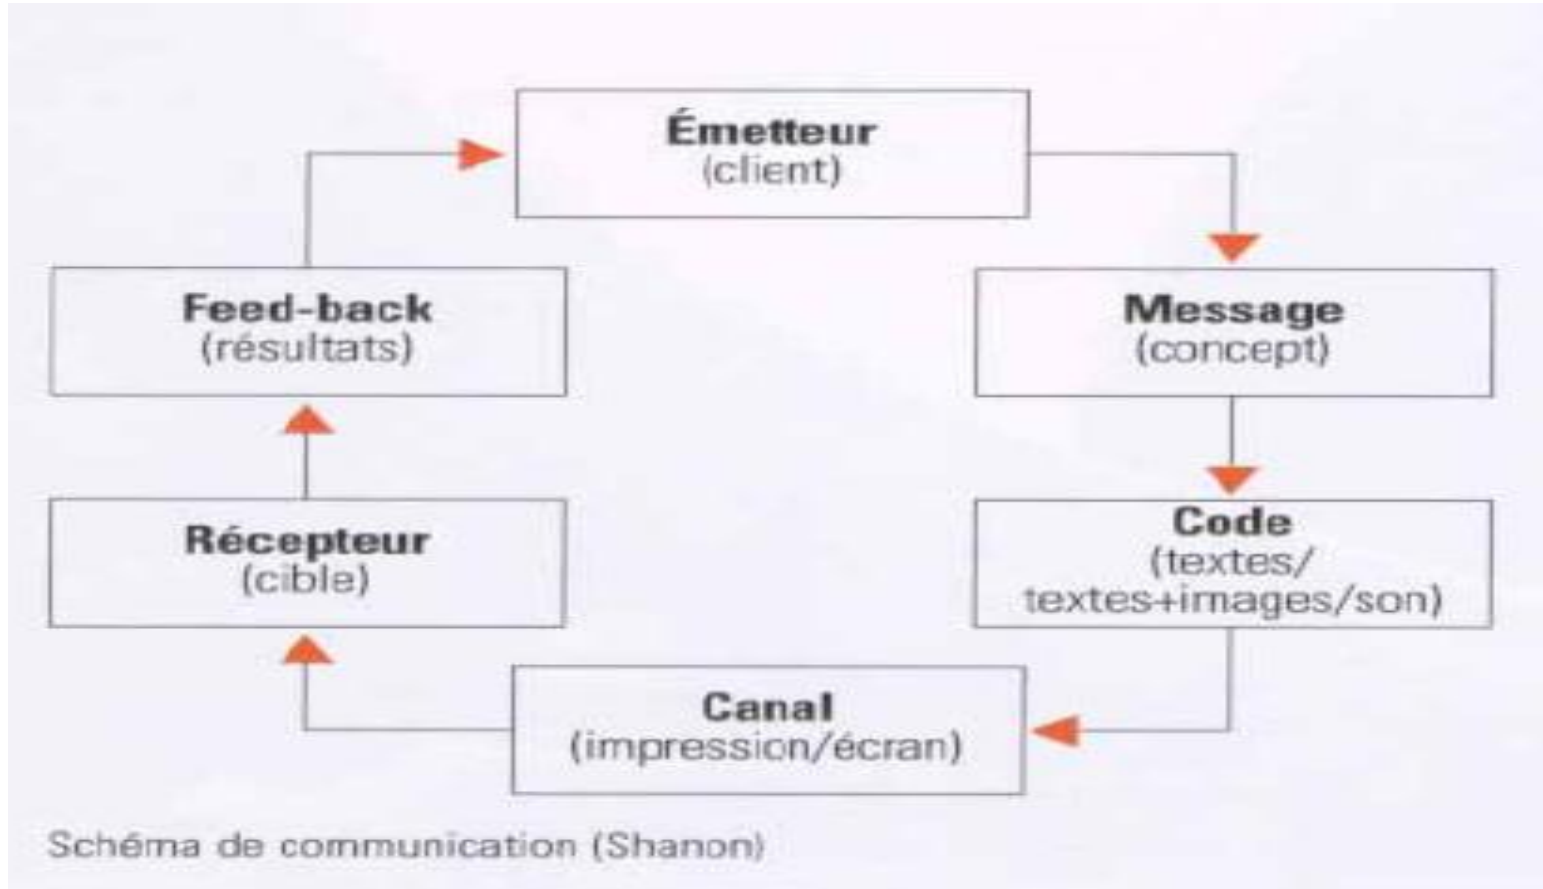 Émetteur
(client)
Message
(concept)
Code
(textes/
textes+images/son)
Canal
(impression/écran)
Récepteur
(cible)
Feed-back
(résultats)
Schéma de communication (Shanon)